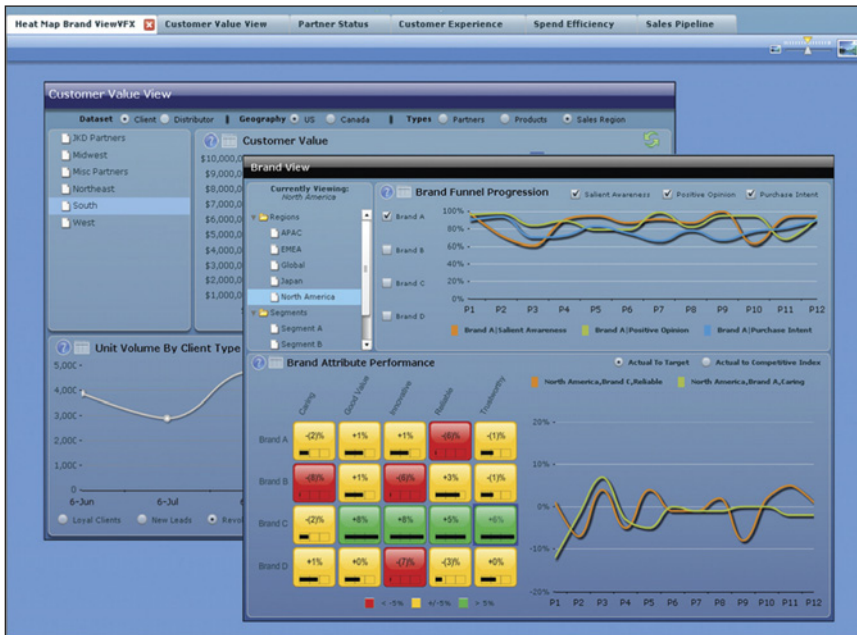 Heat Map Brand ViewVFX Customer Value View Partner Status Customer Experience Spend Efficiency Sales Pipeline
Customer Value View
Dataset Client Distributor Geography US Canada Types Partners Products Sales Region
JKD Partners
Midwest
Misc Partners
Northeast
South
West
Customer Value
$10,000,
$9,000,
$8,000,0
$7,000,0
$6,000,0
$5,000,0
$4,000,0
$3,000,0
$2,000,0
$1,000,0
Unit Volume By Client Type
5,000
4,000
3,000
2,000
1,000
0
6-Jun 6-Jul
Loyal Clients New Leads Revol
Brand View
Currently Viewing:
North America
Regions
APAC
EMEA
Global
Japan
North America
Segments
Segment A
Segment B
Brand Funnel Progression Salient Awareness Positive Opinion Purchase Intent
Brand A
Brand B
Brand C
Brand D
100%
80%
60%
40%
20%
0%
P1 P2 P3 P4 P5 P6 P7 P8 P9 P10 P11 P12
Brand A|Salient Awareness Brand A|Positive Opinion Brand A|Purchase Intent
Brand Attribute Performance Actual To Target Actual to Competitive Index
Caring Good Value Innovative Reliable Trustworthy
Brand A -(2)% +1% +1% -(6)% -(1)%
Brand B -(8)% +1% -(6)% +3% -(1)%
Brand C -(2)% +8% +8% +5% +6%
Brand D +1% +0% -(7)% -(3)% +0%
< -5% +/-5% > 5%
North America,Brand C,Reliable North America,Brand A,Caring
20%
10%
0%
-10%
-20%
P1 P2 P3 P4 P5 P6 P7 P8 P9 P10 P11 P12